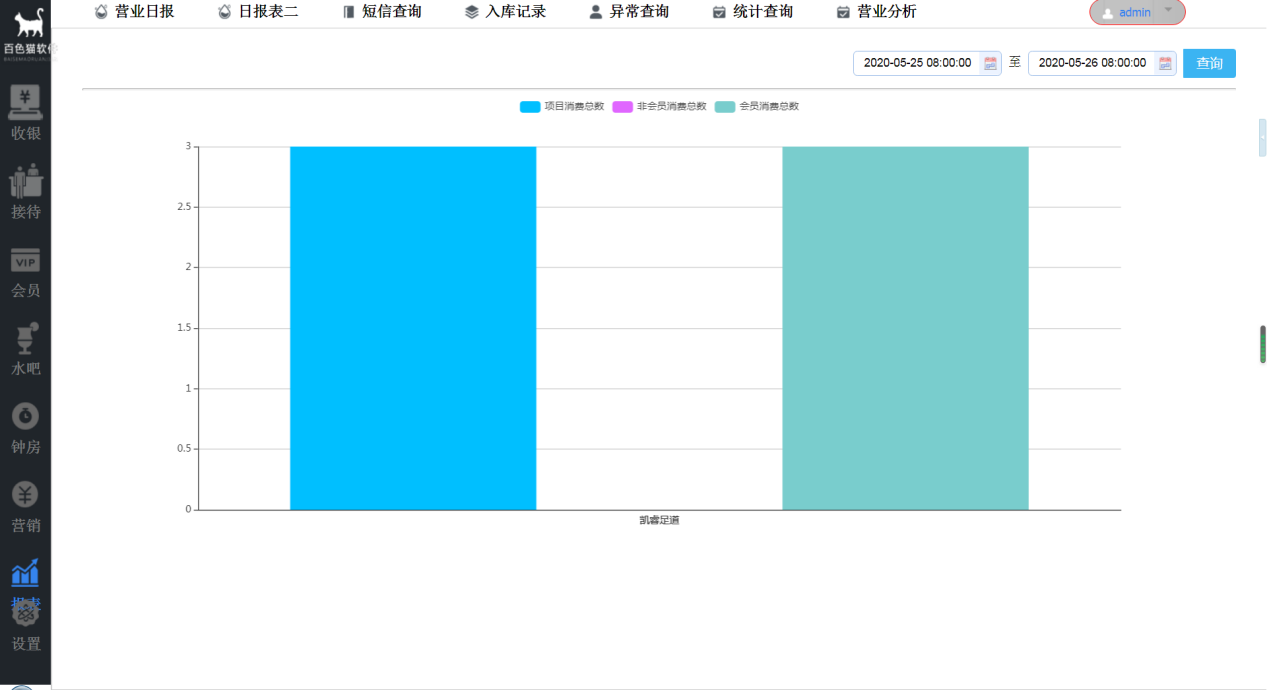 营业日报 日报表二 短信查询 入库记录 异常查询 统计查询 营业分析 admin
百色猫软件
¥
收银
接待
VIP
会员
水吧
钟房
¥
营销
报表
设置
2020-05-25 08:00:00 至 2020-05-26 08:00:00 查询
项目消费总数 非会员消费总数 会员消费总数
3
2.5
2
1.5
1
0.5
0
凯睿足道